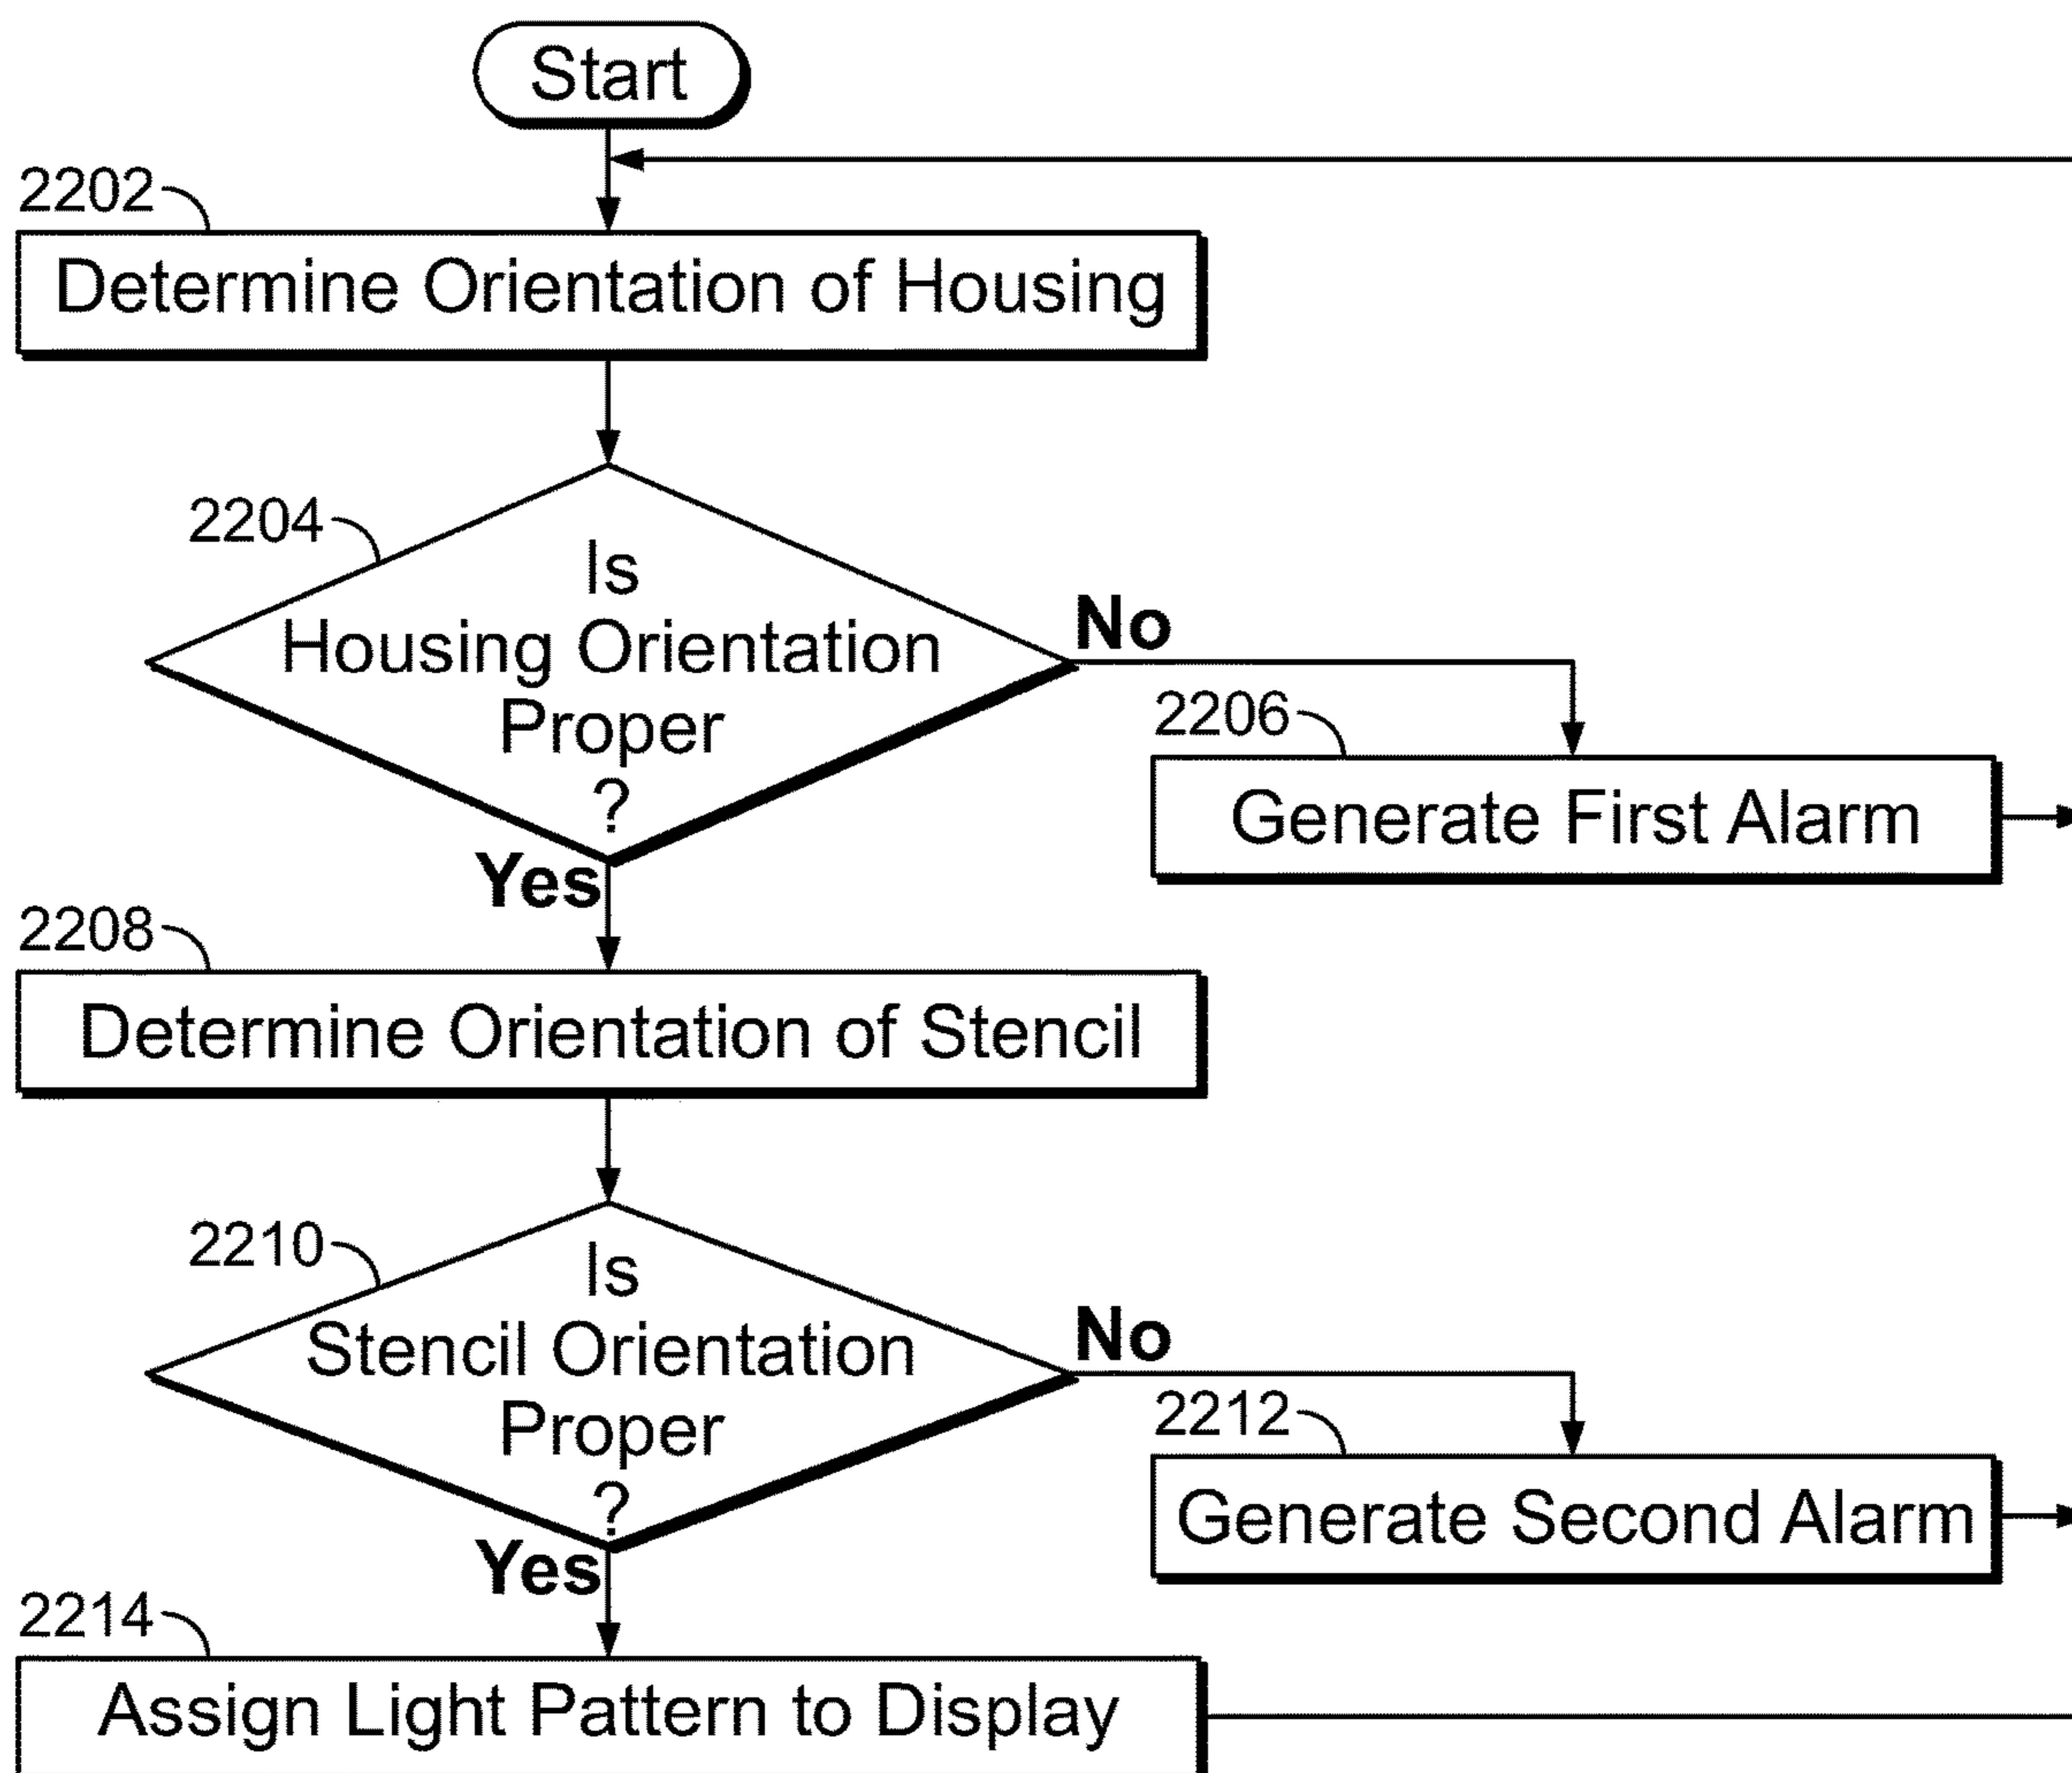 Start
2202
Determine Orientation of Housing
2204
Is
Housing Orientation
Proper
?
No
2206
Generate First Alarm
Yes
2208
Determine Orientation of Stencil
2210
Is
Stencil Orientation
Proper
?
No
2212
Generate Second Alarm
Yes
2214
Assign Light Pattern to Display